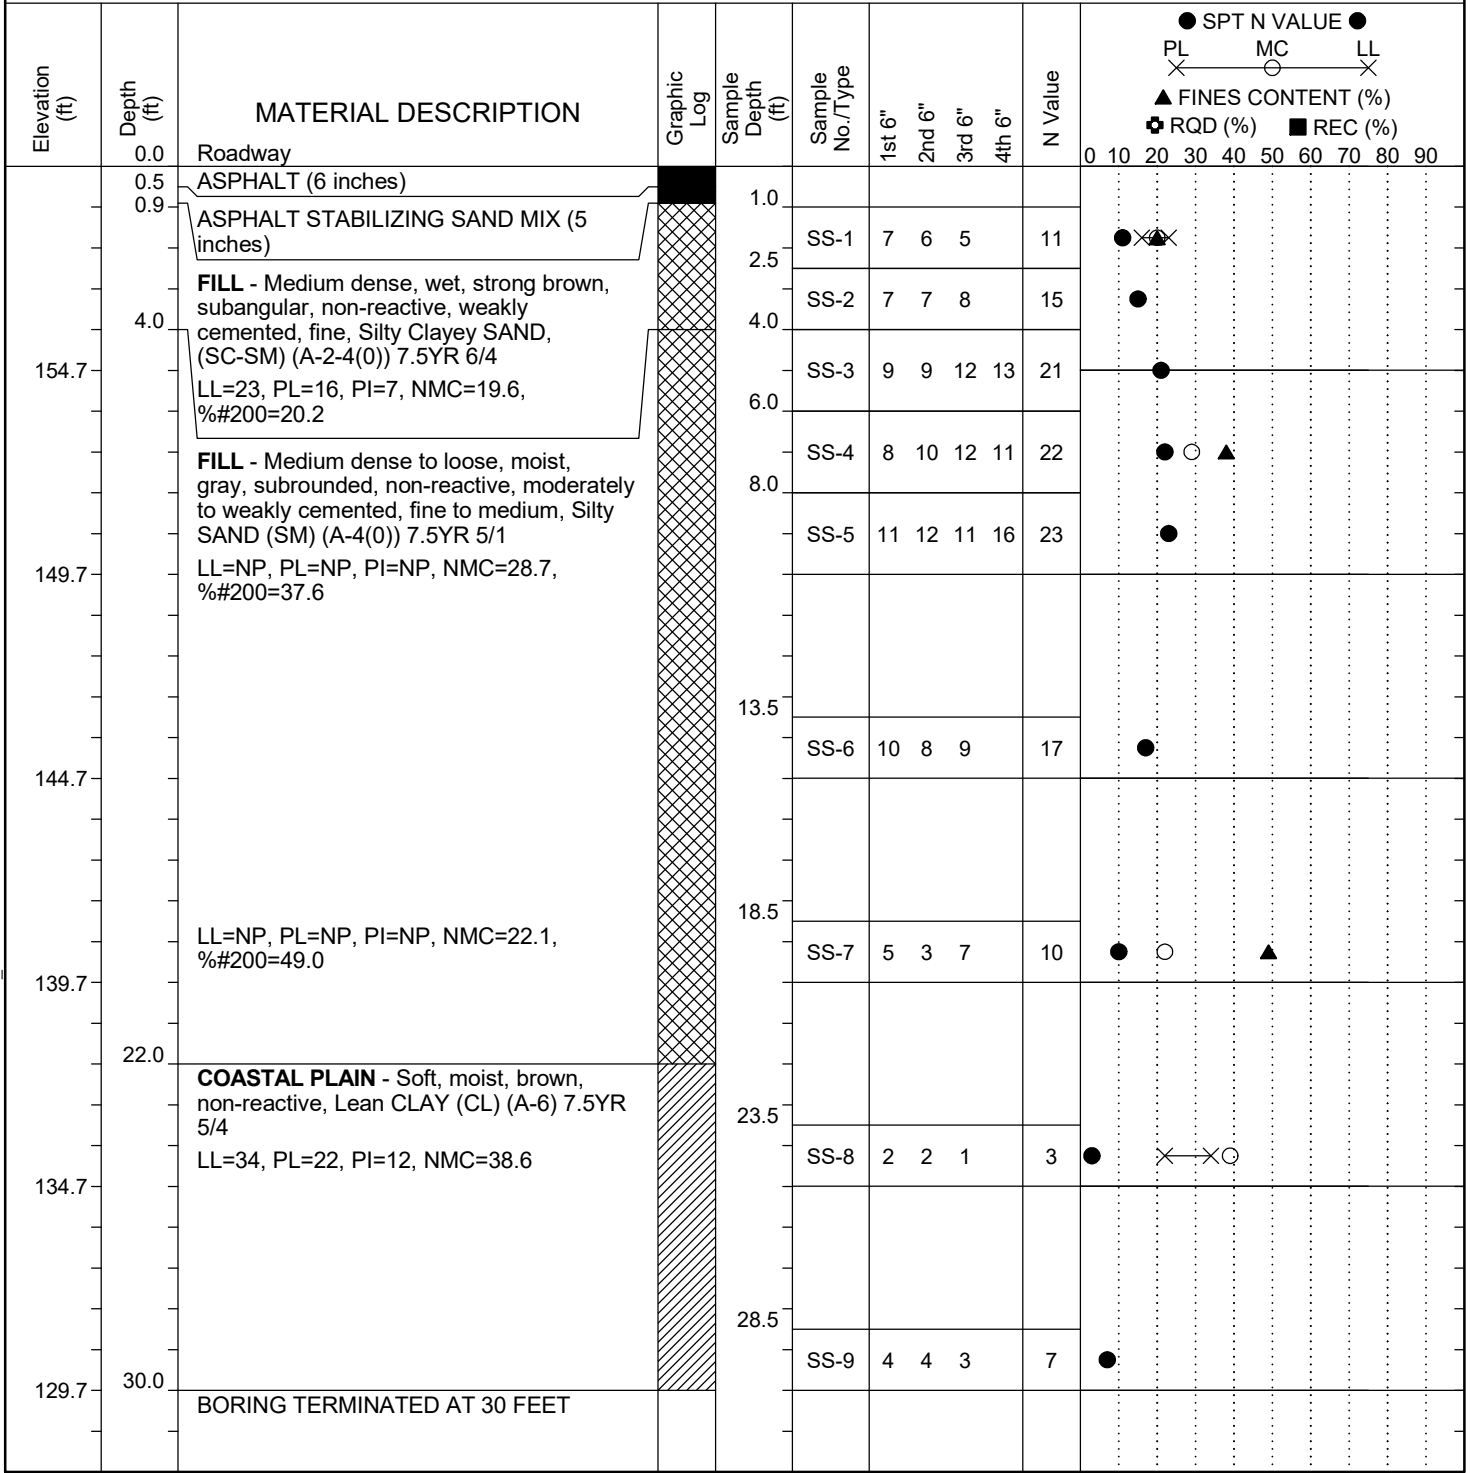 ● SPT N VALUE ●
PL MC LL
▲ FINES CONTENT (%)
RQD (%) ■ REC (%)
Elevation (ft)
Depth (ft)
MATERIAL DESCRIPTION
Graphic Log
Sample Depth (ft)
Sample No./Type
1st 6"
2nd 6"
3rd 6"
4th 6"
N Value
0 10 20 30 40 50 60 70 80 90
0.0 Roadway
0.5 ASPHALT (6 inches)
0.9
1.0
ASPHALT STABILIZING SAND MIX (5
inches)
SS-1 7 6 5 11
2.5
FILL - Medium dense, wet, strong brown,
subangular, non-reactive, weakly
cemented, fine, Silty Clayey SAND,
(SC-SM) (A-2-4(0)) 7.5YR 6/4
SS-2 7 7 8 15
4.0 4.0
LL=23, PL=16, PI=7, NMC=19.6,
%#200=20.2
154.7 SS-3 9 9 12 13 21
6.0
FILL - Medium dense to loose, moist,
gray, subrounded, non-reactive, moderately
to weakly cemented, fine to medium, Silty
SAND (SM) (A-4(0)) 7.5YR 5/1
SS-4 8 10 12 11 22
8.0
SS-5 11 12 11 16 23
149.7 LL=NP, PL=NP, PI=NP, NMC=28.7,
%#200=37.6
13.5
SS-6 10 8 9 17
144.7
18.5
LL=NP, PL=NP, PI=NP, NMC=22.1,
%#200=49.0
SS-7 5 3 7 10
139.7
22.0
COASTAL PLAIN - Soft, moist, brown,
non-reactive, Lean CLAY (CL) (A-6) 7.5YR
5/4
23.5
LL=34, PL=22, PI=12, NMC=38.6
SS-8 2 2 1 3
134.7
28.5
SS-9 4 4 3 7
129.7 30.0
BORING TERMINATED AT 30 FEET